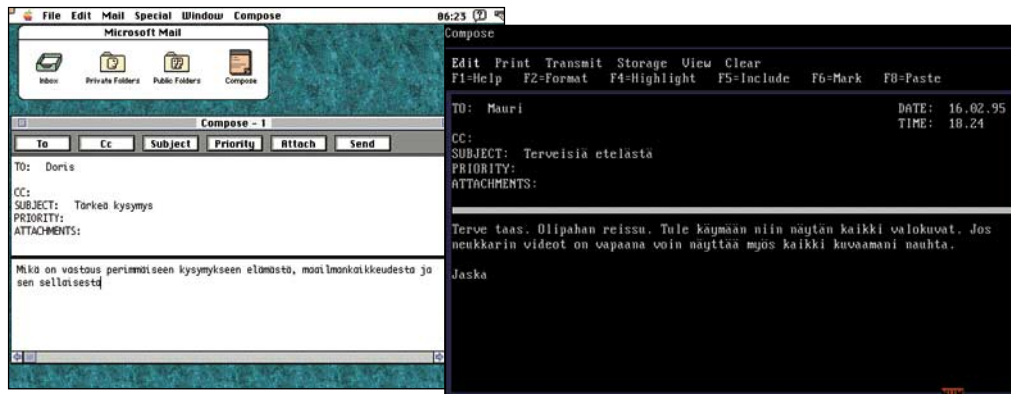 File Edit Mail Special Window Compose 06:23
Microsoft Mail
Inbox Private Folders Public Folders Compose
Compose - 1
To Cc Subject Priority Attach Send
TO: Doris
CC:
SUBJECT: Tärkeä kysymys
PRIORITY:
ATTACHMENTS:
Mikä on vastaus perimmäiseen kysymykseen elämästä, maailmankaikkeudesta ja
sen sellaisesta
Compose
Edit Print Transmit Storage View Clear
F1=Help F2=Format F4=Highlight F5=Include F6=Mark F8=Paste
TO: Mauri DATE: 16.02.95
TIME: 18.24
CC:
SUBJECT: Terveisiä etelästä
PRIORITY:
ATTACHMENTS:
Terve taas. Olipahan reissu. Tule käymään niin näytän kaikki valokuvat. Jos
neukkarin videot on vapaana voin näyttää myös kaikki kuvaamani nauhta.
Jaska